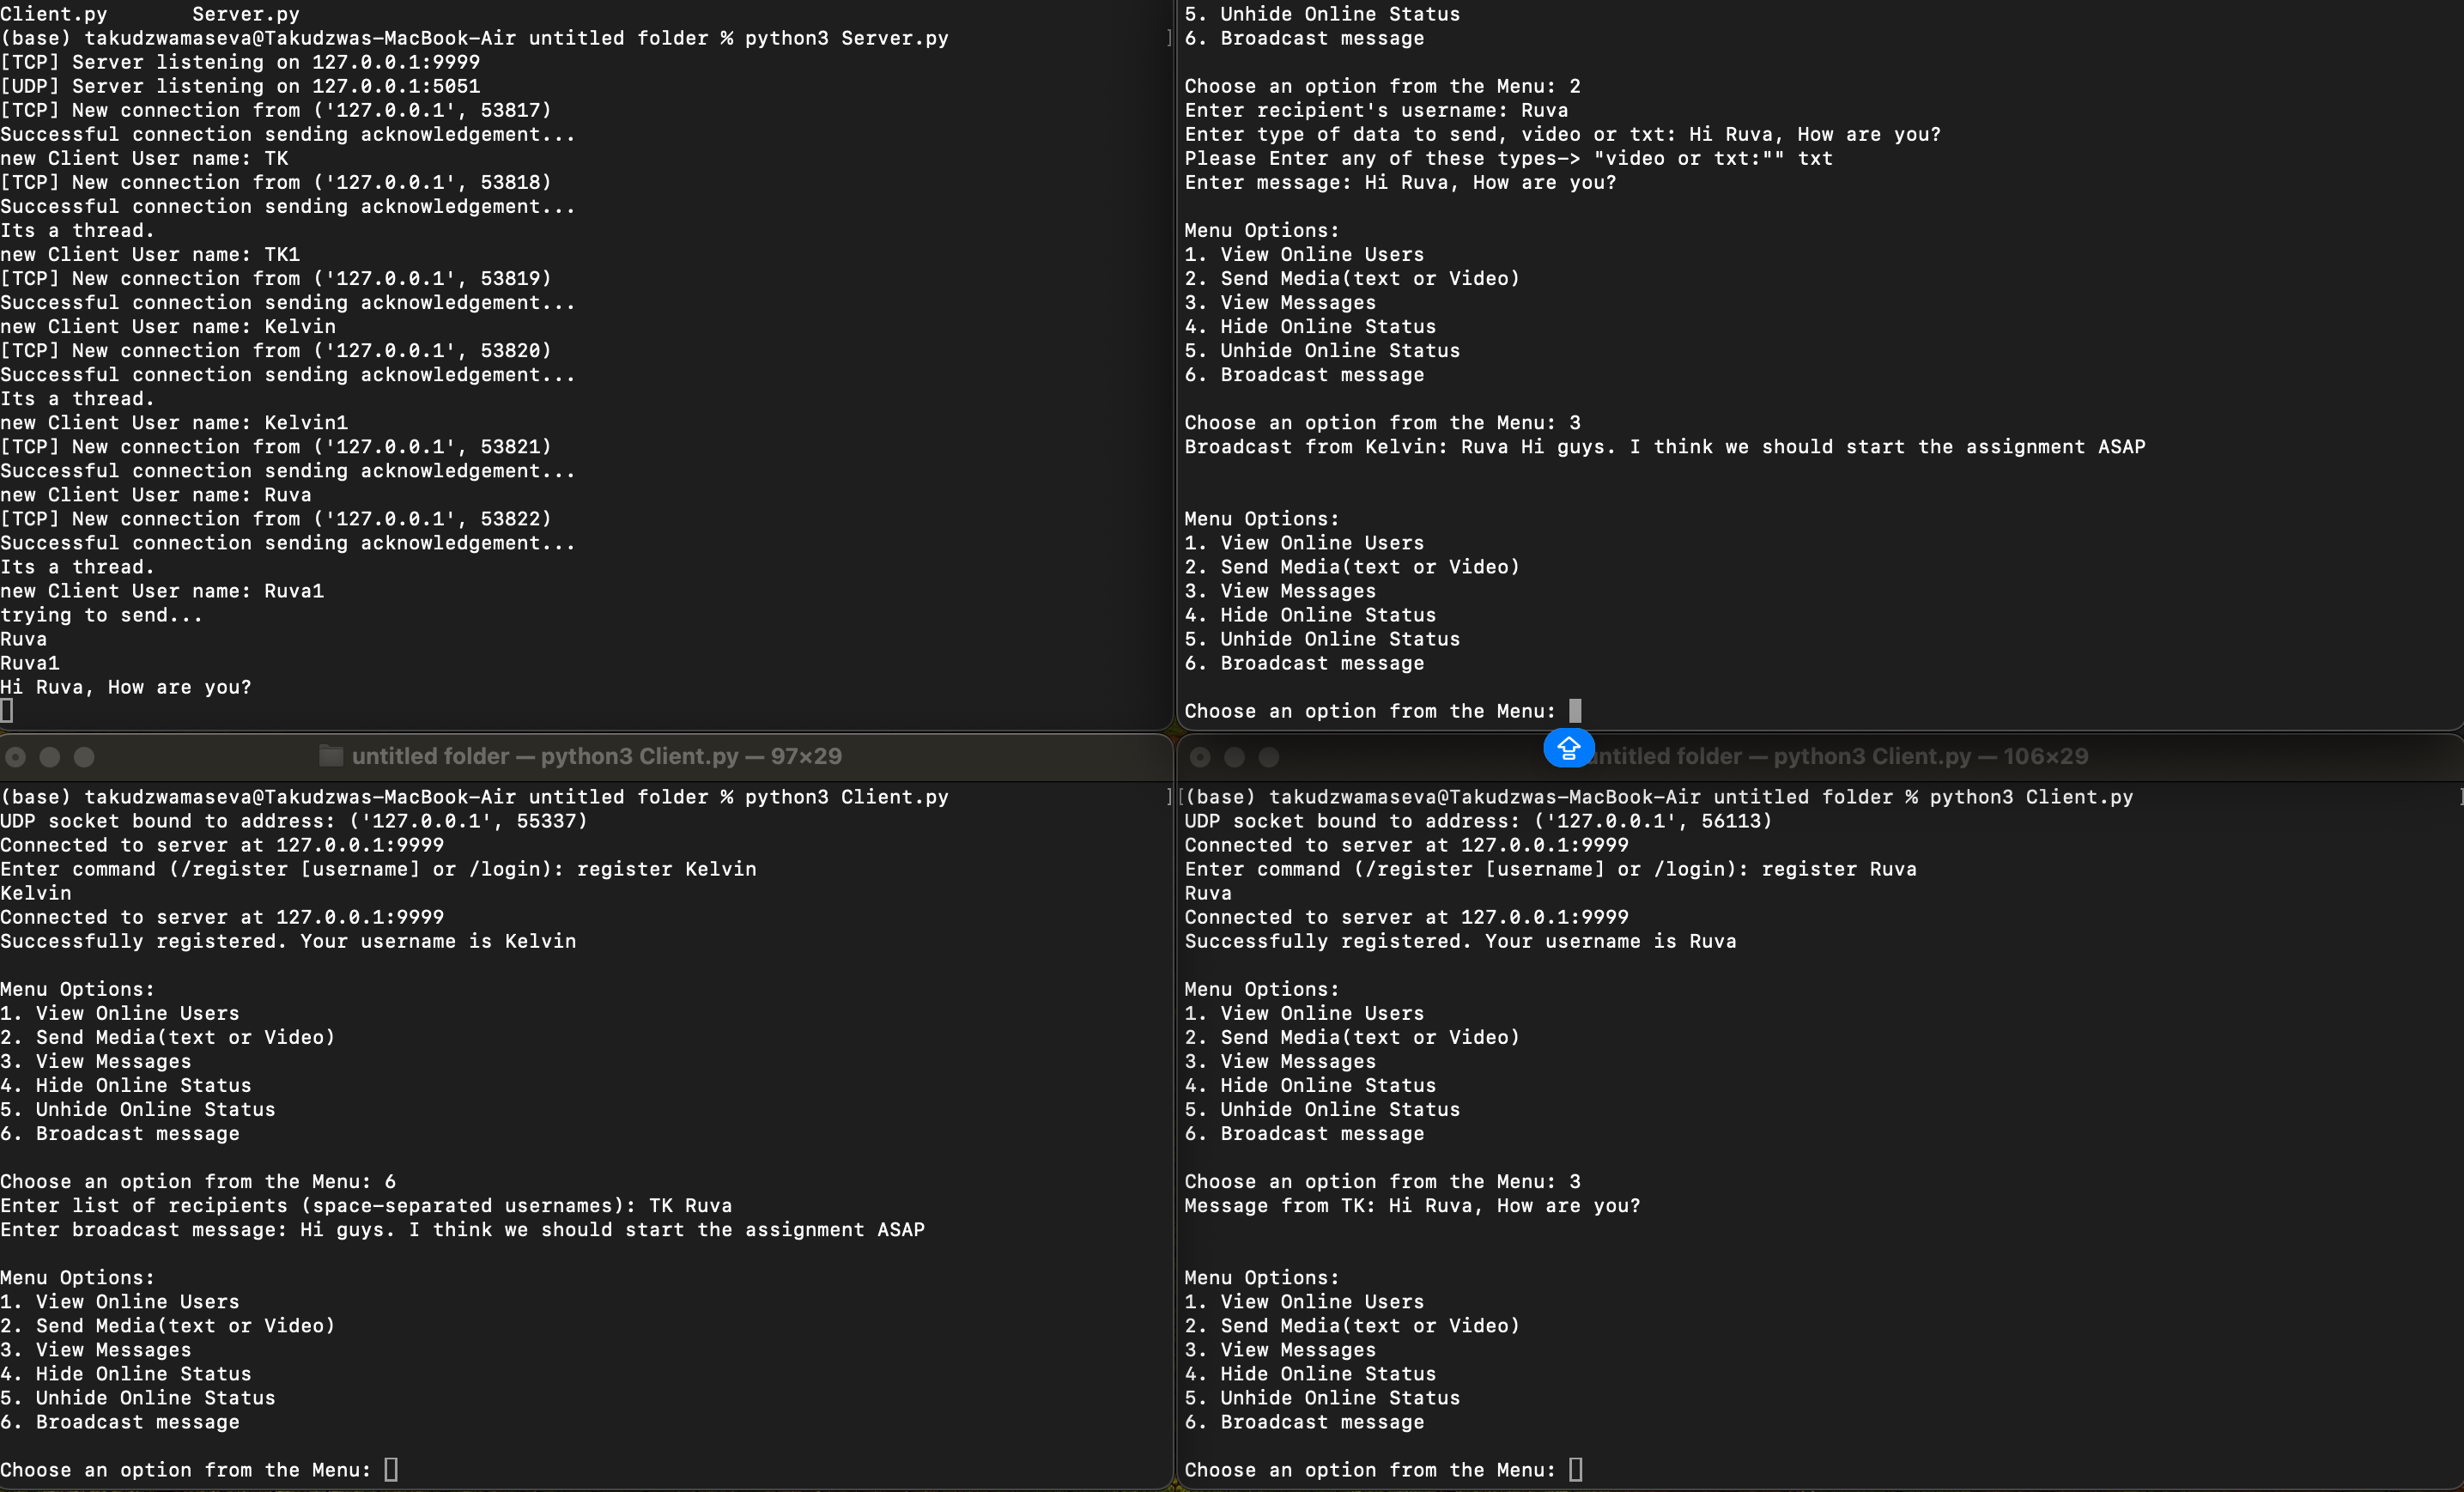 Client.py       Server.py
(base) takudzwamaseva@Takudzwas-MacBook-Air untitled folder % python3 Server.py
[TCP] Server listening on 127.0.0.1:9999
[UDP] Server listening on 127.0.0.1:5051
[TCP] New connection from ('127.0.0.1', 53817)
Successful connection sending acknowledgement...
new Client User name: TK
[TCP] New connection from ('127.0.0.1', 53818)
Successful connection sending acknowledgement...
Its a thread.
new Client User name: TK1
[TCP] New connection from ('127.0.0.1', 53819)
Successful connection sending acknowledgement...
new Client User name: Kelvin
[TCP] New connection from ('127.0.0.1', 53820)
Successful connection sending acknowledgement...
Its a thread.
new Client User name: Kelvin1
[TCP] New connection from ('127.0.0.1', 53821)
Successful connection sending acknowledgement...
new Client User name: Ruva
[TCP] New connection from ('127.0.0.1', 53822)
Successful connection sending acknowledgement...
Its a thread.
new Client User name: Ruva1
trying to send...
Ruva
Ruva1
Hi Ruva, How are you?
5. Unhide Online Status
6. Broadcast message
Choose an option from the Menu: 2
Enter recipient's username: Ruva
Enter type of data to send, video or txt: Hi Ruva, How are you?
Please Enter any of these types-> "video or txt:"" txt
Enter message: Hi Ruva, How are you?
Menu Options:
1. View Online Users
2. Send Media(text or Video)
3. View Messages
4. Hide Online Status
5. Unhide Online Status
6. Broadcast message
Choose an option from the Menu: 3
Broadcast from Kelvin: Ruva Hi guys. I think we should start the assignment ASAP
Menu Options:
1. View Online Users
2. Send Media(text or Video)
3. View Messages
4. Hide Online Status
5. Unhide Online Status
6. Broadcast message
Choose an option from the Menu:
untitled folder — python3 Client.py — 97×29
(base) takudzwamaseva@Takudzwas-MacBook-Air untitled folder % python3 Client.py
UDP socket bound to address: ('127.0.0.1', 55337)
Connected to server at 127.0.0.1:9999
Enter command (/register [username] or /login): register Kelvin
Kelvin
Connected to server at 127.0.0.1:9999
Successfully registered. Your username is Kelvin
Menu Options:
1. View Online Users
2. Send Media(text or Video)
3. View Messages
4. Hide Online Status
5. Unhide Online Status
6. Broadcast message
Choose an option from the Menu: 6
Enter list of recipients (space-separated usernames): TK Ruva
Enter broadcast message: Hi guys. I think we should start the assignment ASAP
Menu Options:
1. View Online Users
2. Send Media(text or Video)
3. View Messages
4. Hide Online Status
5. Unhide Online Status
6. Broadcast message
Choose an option from the Menu:
untitled folder — python3 Client.py — 106×29
(base) takudzwamaseva@Takudzwas-MacBook-Air untitled folder % python3 Client.py
UDP socket bound to address: ('127.0.0.1', 56113)
Connected to server at 127.0.0.1:9999
Enter command (/register [username] or /login): register Ruva
Ruva
Connected to server at 127.0.0.1:9999
Successfully registered. Your username is Ruva
Menu Options:
1. View Online Users
2. Send Media(text or Video)
3. View Messages
4. Hide Online Status
5. Unhide Online Status
6. Broadcast message
Choose an option from the Menu: 3
Message from TK: Hi Ruva, How are you?
Menu Options:
1. View Online Users
2. Send Media(text or Video)
3. View Messages
4. Hide Online Status
5. Unhide Online Status
6. Broadcast message
Choose an option from the Menu: